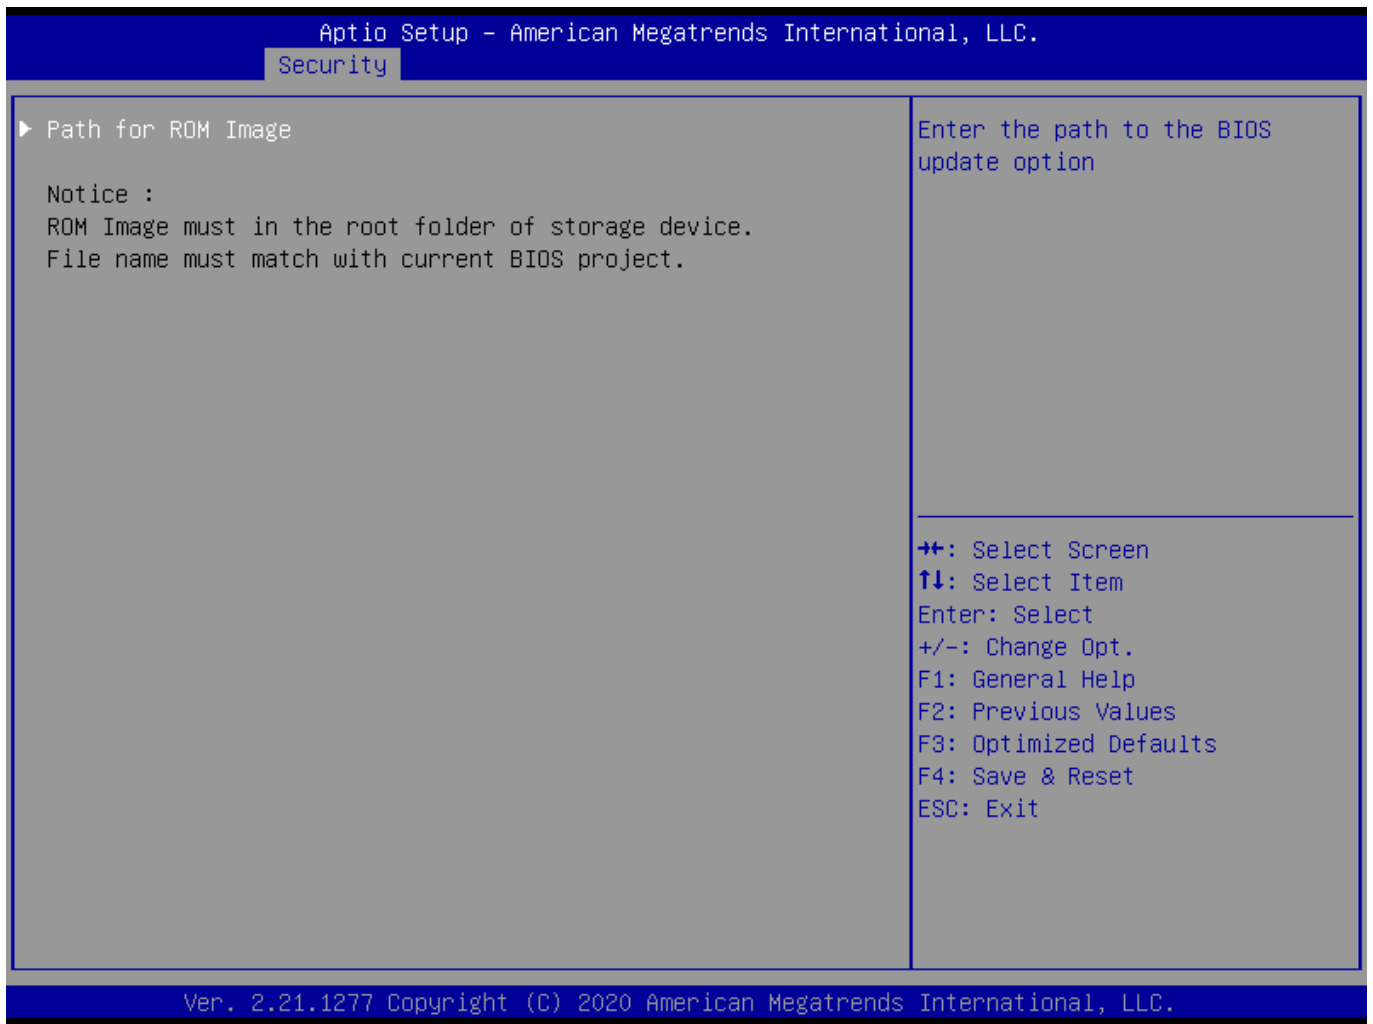 Aptio Setup – American Megatrends International, LLC.
Security
Path for ROM Image
Notice :
ROM Image must in the root folder of storage device.
File name must match with current BIOS project.
Enter the path to the BIOS
update option
→←: Select Screen
↑↓: Select Item
Enter: Select
+/-: Change Opt.
F1: General Help
F2: Previous Values
F3: Optimized Defaults
F4: Save & Reset
ESC: Exit
Ver. 2.21.1277 Copyright (C) 2020 American Megatrends International, LLC.